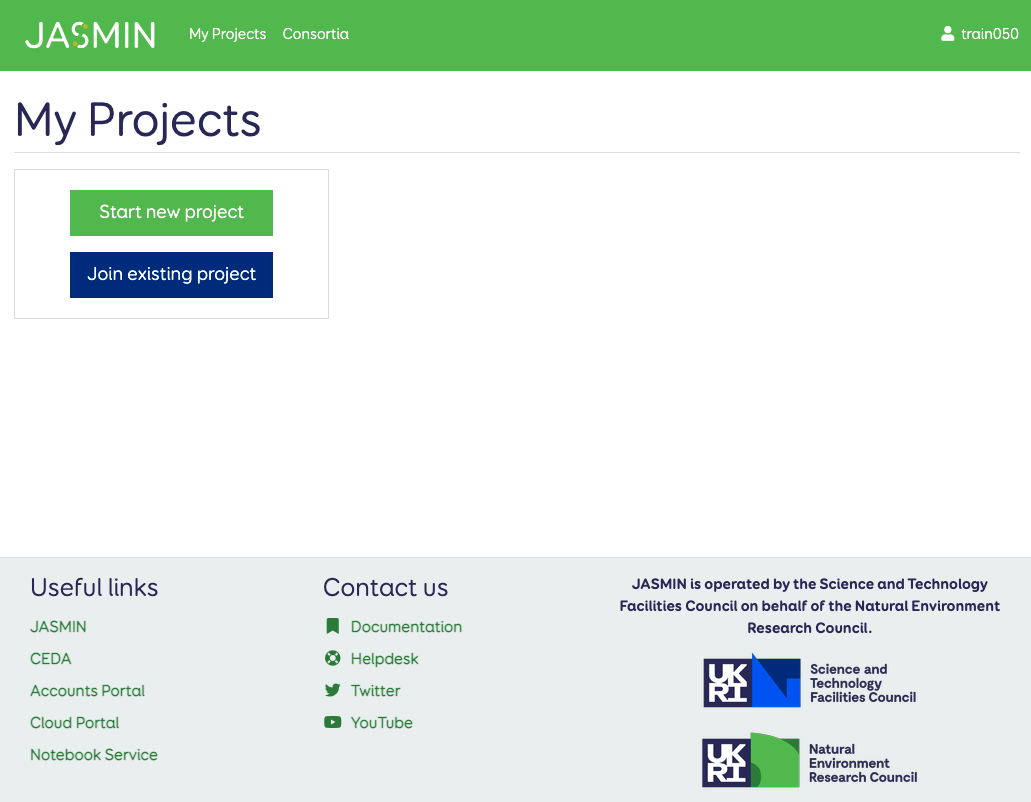 JASMIN My Projects Consortia train050
My Projects
Start new project
Join existing project
Useful links
JASMIN
CEDA
Accounts Portal
Cloud Portal
Notebook Service
Contact us
Documentation
Helpdesk
Twitter
YouTube
JASMIN is operated by the Science and Technology
Facilities Council on behalf of the Natural Environment
Research Council.
UK
RI
Science and
Technology
Facilities Council
UK
RI
Natural
Environment
Research Council